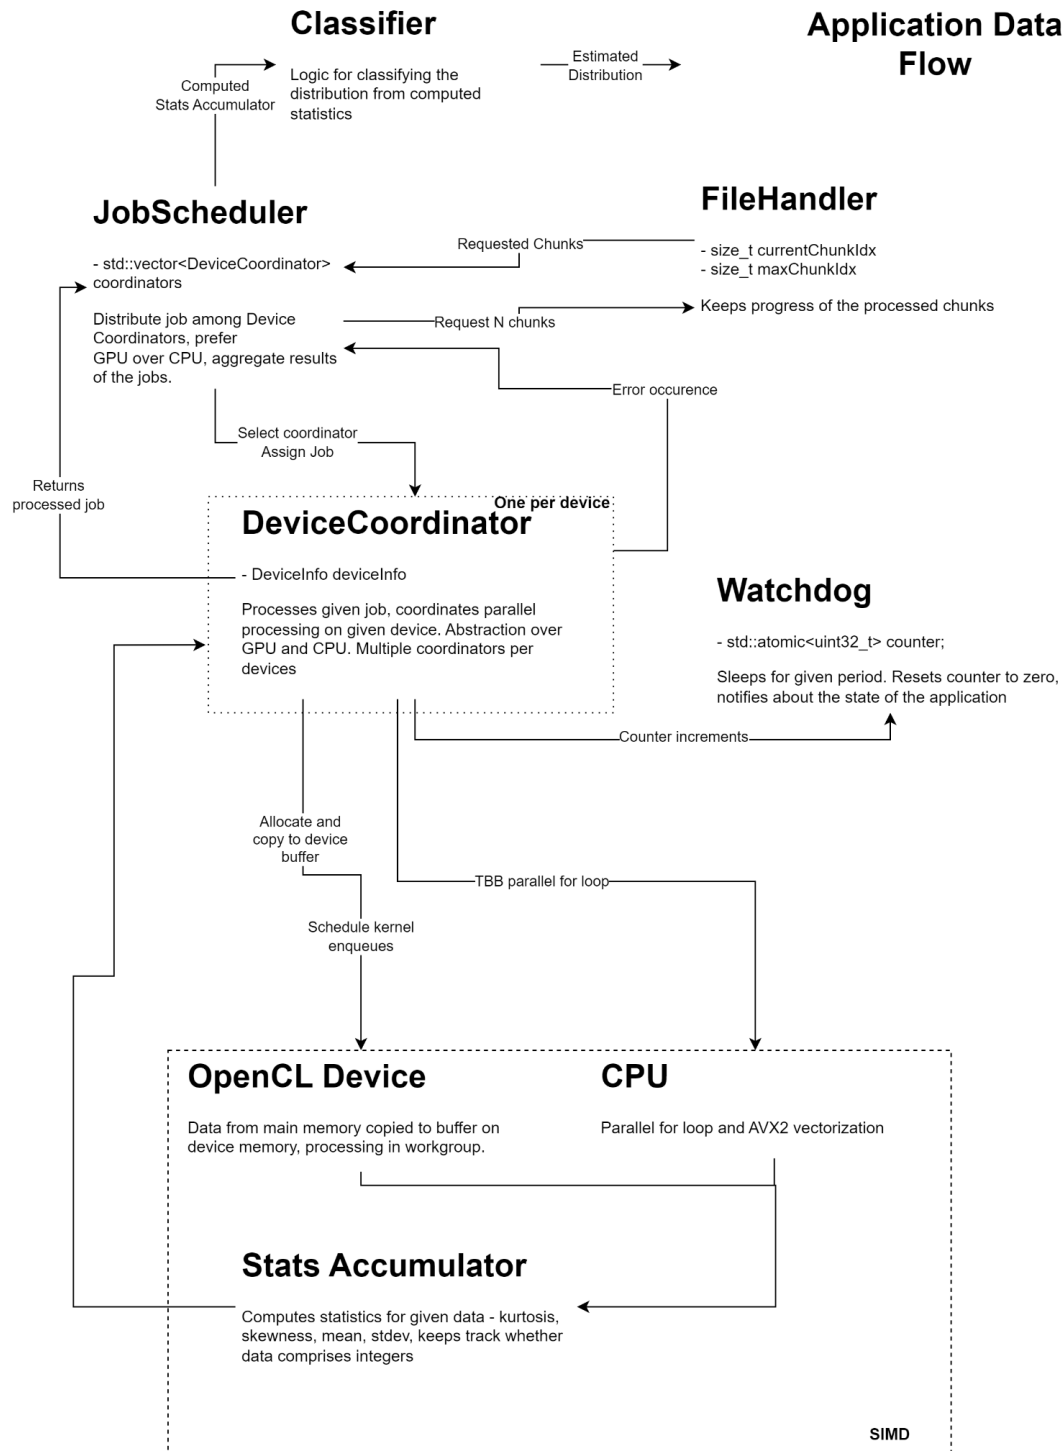 Classifier
Application Data
Flow
Estimated
Distribution
Logic for classifying the
distribution from computed
statistics
Computed
Stats Accumulator
JobScheduler
FileHandler
Requested Chunks
- size_t currentChunkIdx
- size_t maxChunkIdx
- std::vector<DeviceCoordinator>
coordinators
Keeps progress of the processed chunks
Distribute job among Device
Coordinators, prefer
GPU over CPU, aggregate results
of the jobs.
Request N chunks
Error occurence
Select coordinator
Assign Job
Returns
processed job
One per device
DeviceCoordinator
- DeviceInfo deviceInfo
Processes given job, coordinates parallel
processing on given device. Abstraction over
GPU and CPU. Multiple coordinators per
devices
Watchdog
- std::atomic<uint32_t> counter;
Sleeps for given period. Resets counter to zero,
notifies about the state of the application
Counter increments
Allocate and
copy to device
buffer
TBB parallel for loop
Schedule kernel
enqueues
OpenCL Device
Data from main memory copied to buffer on
device memory, processing in workgroup.
CPU
Parallel for loop and AVX2 vectorization
Stats Accumulator
Computes statistics for given data - kurtosis,
skewness, mean, stdev, keeps track whether
data comprises integers
SIMD